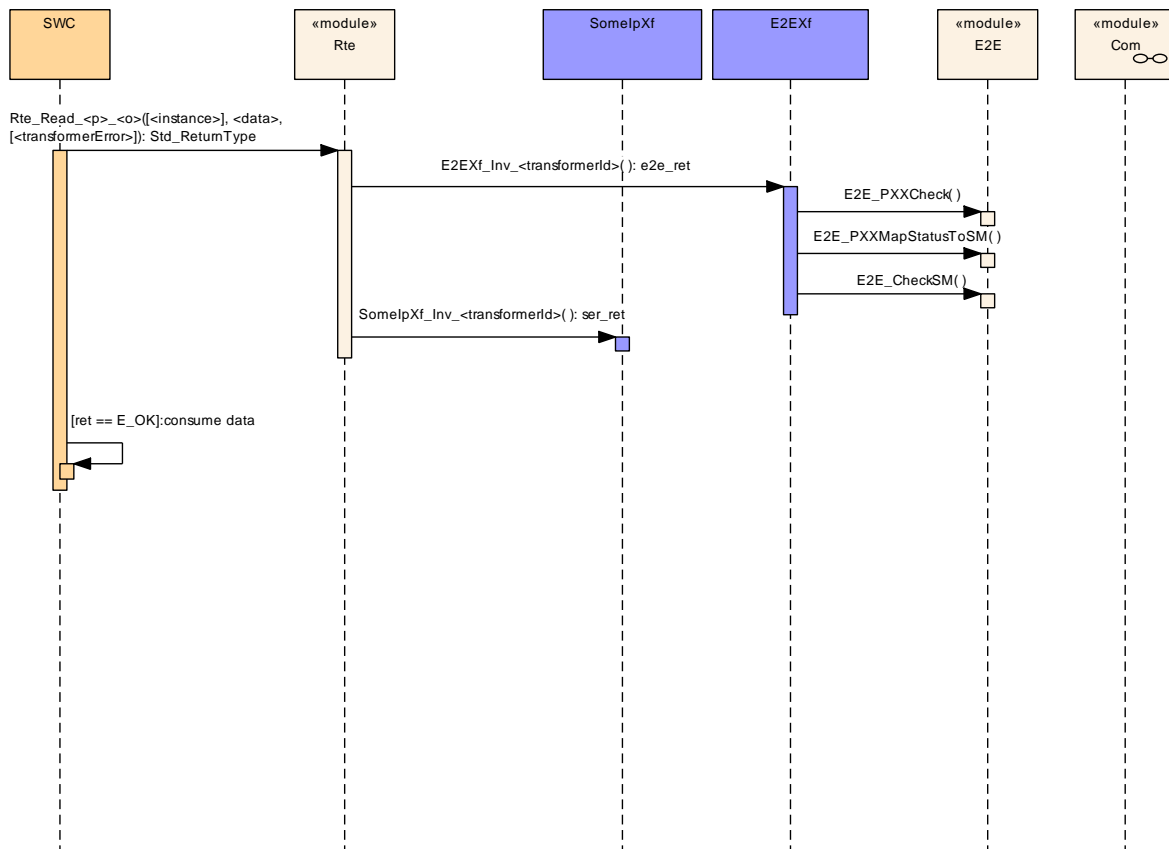 SWC
«module»
Rte
SomeIpXf
E2EXf
«module»
E2E
«module»
Com
Rte_Read_<p>_<o>([<instance>], <data>,
[<transformerError>]): Std_ReturnType
E2EXf_Inv_<transformerId>( ): e2e_ret
E2E_PXXCheck( )
E2E_PXXMapStatusToSM( )
E2E_CheckSM( )
SomeIpXf_Inv_<transformerId>( ): ser_ret
[ret == E_OK]:consume data